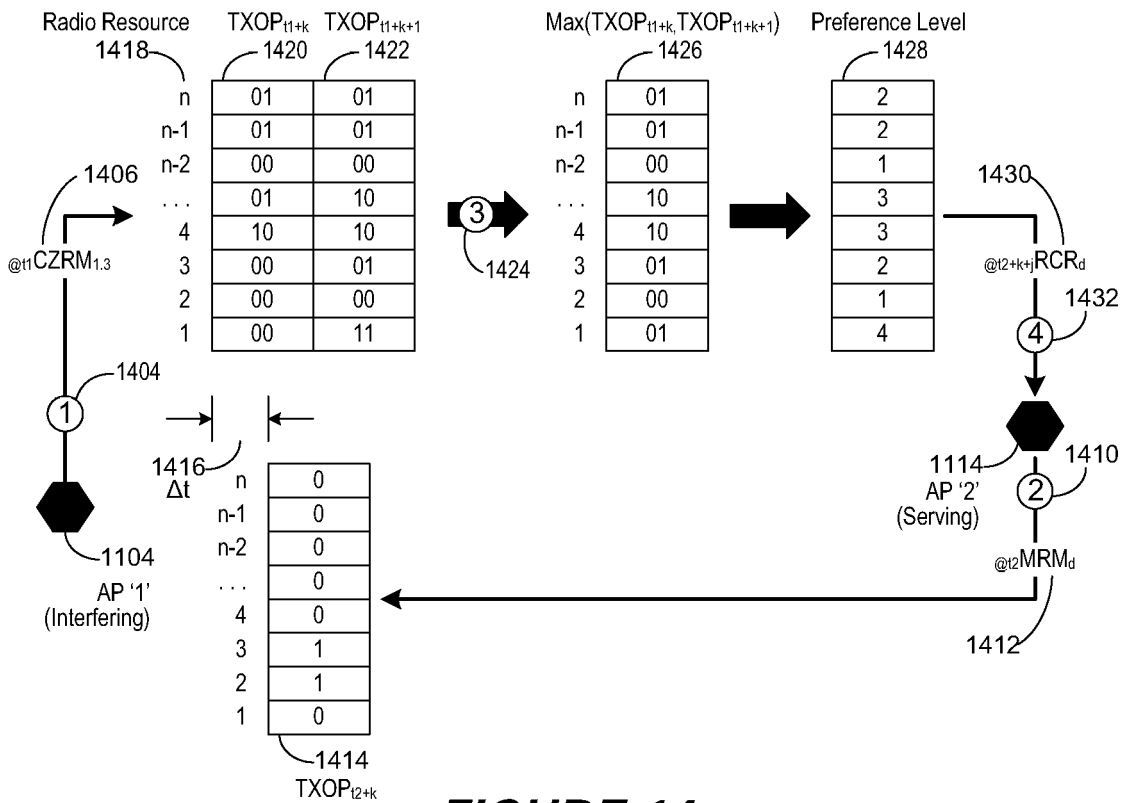 Radio Resource TXOPt1+k TXOPt1+k+1 Max(TXOPt1+k,TXOPt1+k+1) Preference Level
1418 1420 1422 1426 1428
n 01 01 n 01 2
n-1 01 01 n-1 01 2
n-2 00 00 n-2 00 1
. . . 01 10 . . . 10 3
4 10 10 4 10 3
3 00 01 3 01 2
2 00 00 2 00 1
1 00 11 1 01 4
1406
@t1CZRM1.3
3
1424
1430
@t2+k+jRCRd
1432
4
1404
1
1416
Δt
1104
AP ‘1’
(Interfering)
1114
AP ‘2’
(Serving)
1410
2
@t2MRMd
1412
n 0
n-1 0
n-2 0
. . . 0
4 0
3 1
2 1
1 0
1414
TXOPt2+k